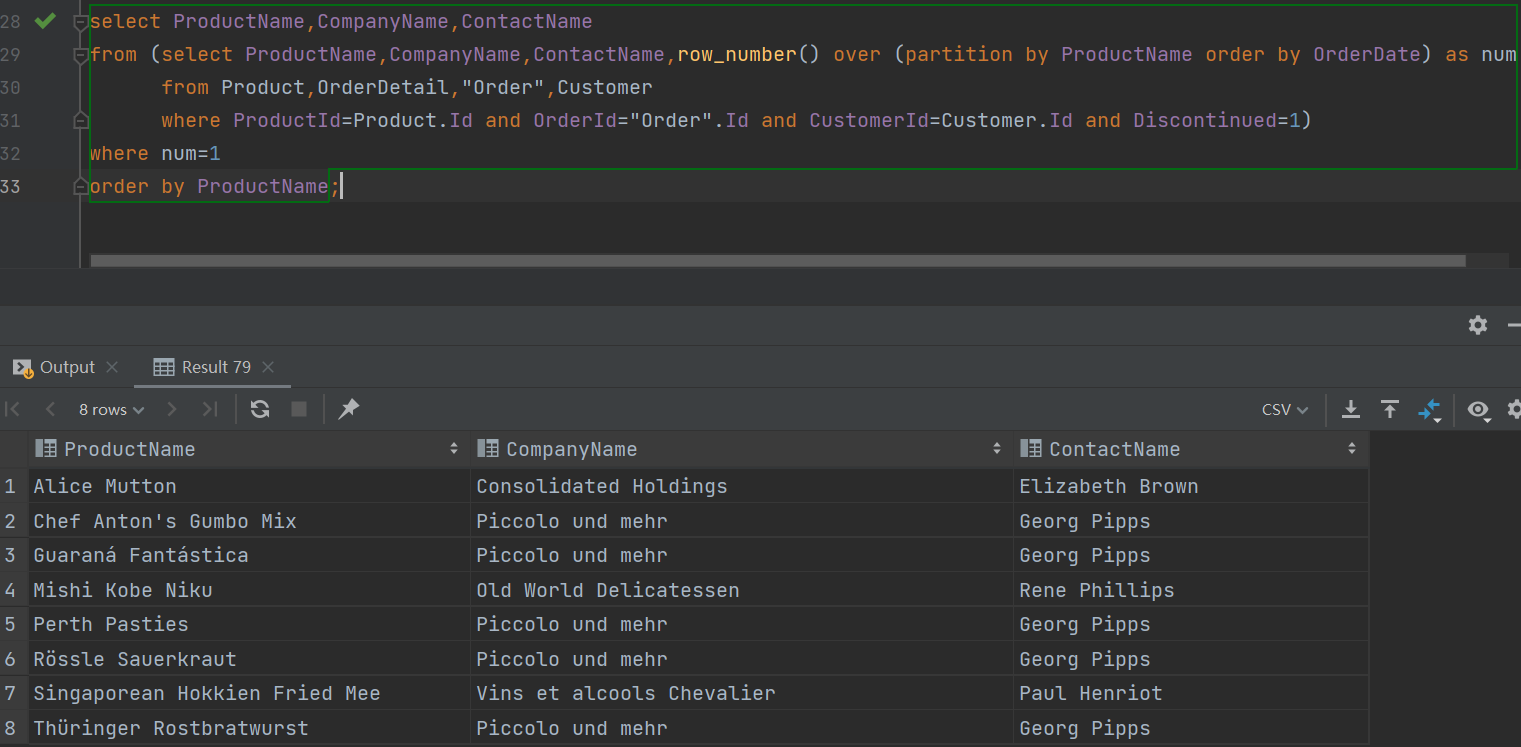 28 select ProductName,CompanyName,ContactName
29 from (select ProductName,CompanyName,ContactName,row_number() over (partition by ProductName order by OrderDate) as num
30 from Product,OrderDetail,"Order",Customer
31 where ProductId=Product.Id and OrderId="Order".Id and CustomerId=Customer.Id and Discontinued=1)
32 where num=1
33 order by ProductName;
Output Result 79
8 rows CSV
ProductName CompanyName ContactName
1 Alice Mutton Consolidated Holdings Elizabeth Brown
2 Chef Anton's Gumbo Mix Piccolo und mehr Georg Pipps
3 Guaraná Fantástica Piccolo und mehr Georg Pipps
4 Mishi Kobe Niku Old World Delicatessen Rene Phillips
5 Perth Pasties Piccolo und mehr Georg Pipps
6 Rössle Sauerkraut Piccolo und mehr Georg Pipps
7 Singaporean Hokkien Fried Mee Vins et alcools Chevalier Paul Henriot
8 Thüringer Rostbratwurst Piccolo und mehr Georg Pipps